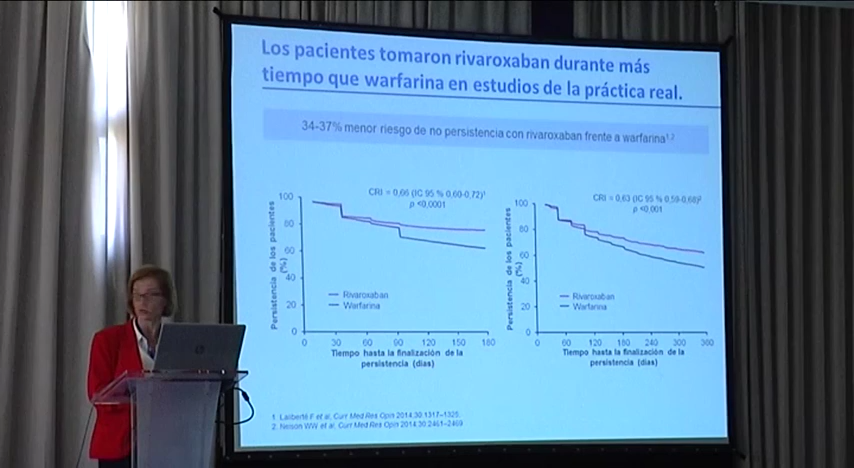 Los pacientes tomaron rivaroxaban durante más
tiempo que warfarina en estudios de la práctica real.
34-37% menor riesgo de no persistencia con rivaroxaban frente a warfarina1,2
CRI = 0,66 (IC 95 % 0,60-0,72)1
p <0,0001
Persistencia de los pacientes
(%)
100
80
60
40
20
0
Rivaroxaban
Warfarina
0 30 60 90 120 150 180
Tiempo hasta la finalización de la
persistencia (días)
CRI = 0,63 (IC 95 % 0,59-0,68)2
p <0,001
Persistencia de los pacientes
(%)
100
80
60
40
20
0
Rivaroxaban
Warfarina
0 60 120 180 240 300 360
Tiempo hasta la finalización de la
persistencia (días)
1. Laliberté F et al, Curr Med Res Opin 2014;30:1317–1325
2. Nelson WW et al, Curr Med Res Opin 2014;30:2461–2469